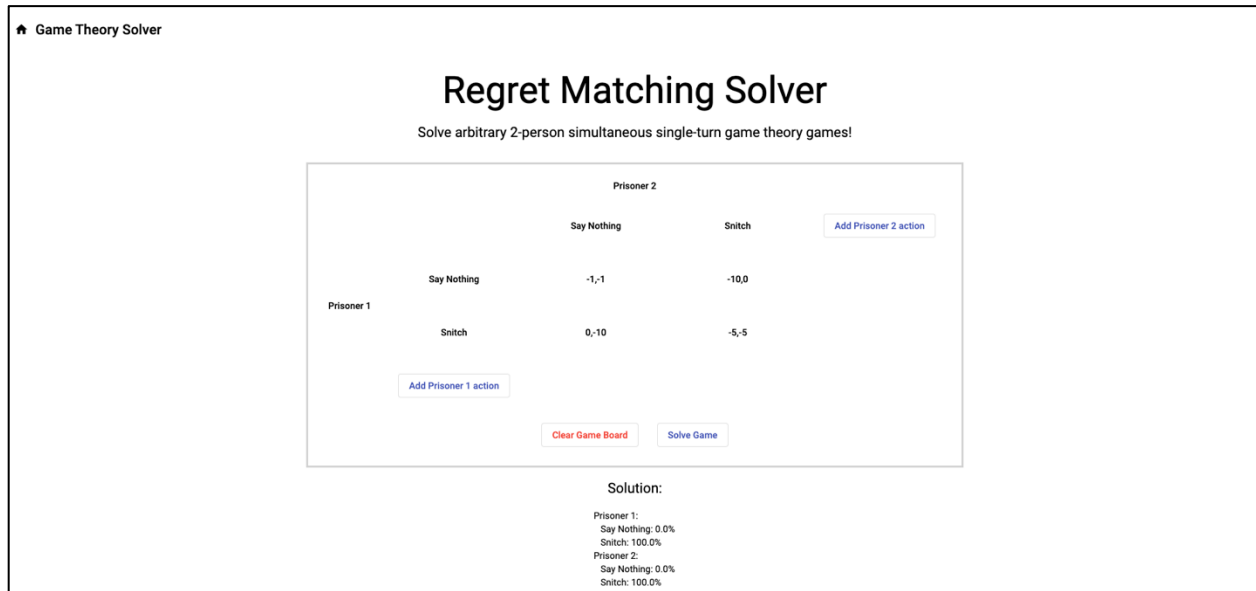 Game Theory Solver
Regret Matching Solver
Solve arbitrary 2-person simultaneous single-turn game theory games!
Prisoner 2
Say Nothing Snitch Add Prisoner 2 action
Say Nothing -1,-1 -10,0
Prisoner 1
Snitch 0,-10 -5,-5
Add Prisoner 1 action
Clear Game Board Solve Game
Solution:
Prisoner 1:
Say Nothing: 0.0%
Snitch: 100.0%
Prisoner 2:
Say Nothing: 0.0%
Snitch: 100.0%